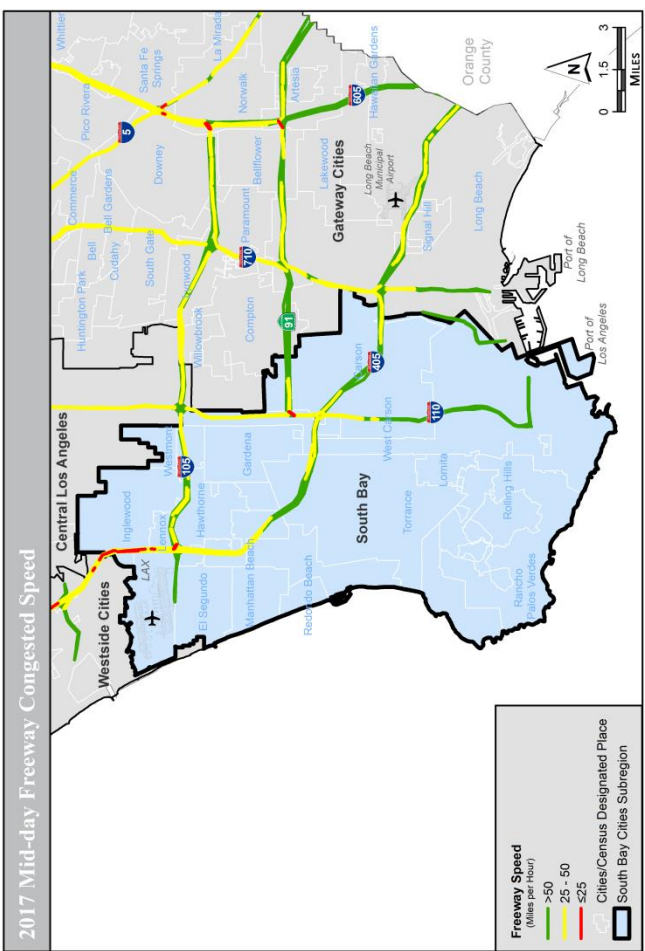 2017 Mid-day Freeway Congested Speed
Whittier
Pico Rivera
Santa Fe
Springs
La Mirada
Commerce
Bell Gardens
5
Downey
Norwalk
Huntington Park
Bell
Cudahy
South Gate
Lynwood
Paramount
Bellflower
Artesia
605
Hawaiian Gardens
Orange
County
710
Lakewood
Gateway Cities
Long Beach
Municipal
Airport
Willowbrook
Compton
91
Signal Hill
Long Beach
Port of
Long Beach
Port of
Los Angeles
Central Los Angeles
Westmont
105
Gardena
Carson
405
West Carson
110
Inglewood
Lennox
Hawthorne
Westside Cities
LAX
El Segundo
Manhattan Beach
Redondo Beach
South Bay
Torrance
Lomita
Rolling Hills
Rancho
Palos Verdes
N
0 1.5 3
MILES
Freeway Speed
(Miles per Hour)
>50
25 - 50
≤25
Cities/Census Designated Place
South Bay Cities Subregion